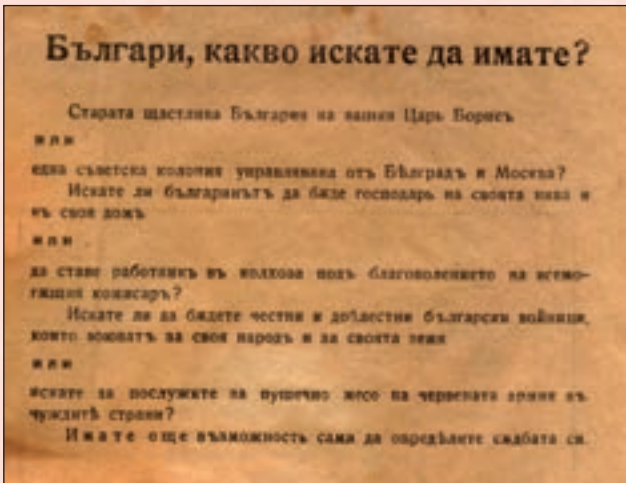 Българи, какво искате да имате?
Старата щастлива България на вашия Царь Борисъ
или
една съветска колония управлявана отъ Бѣлградъ и Москва?
Искате ли българинътъ да бѫде господарь на своята нива и
въ своя домъ
или
да стане работникъ въ колхоза подъ благоволението на всемо-
гѫщия комисаръ?
Искате ли да бѫдете честни и доблестни български войници,
които воюватъ за своя народъ и за своята земя
или
искате да послужите за пушечно месо на червената армия въ
чуждитѣ страни?
Имате още възможность сами да опредѣлите сѫдбата си.